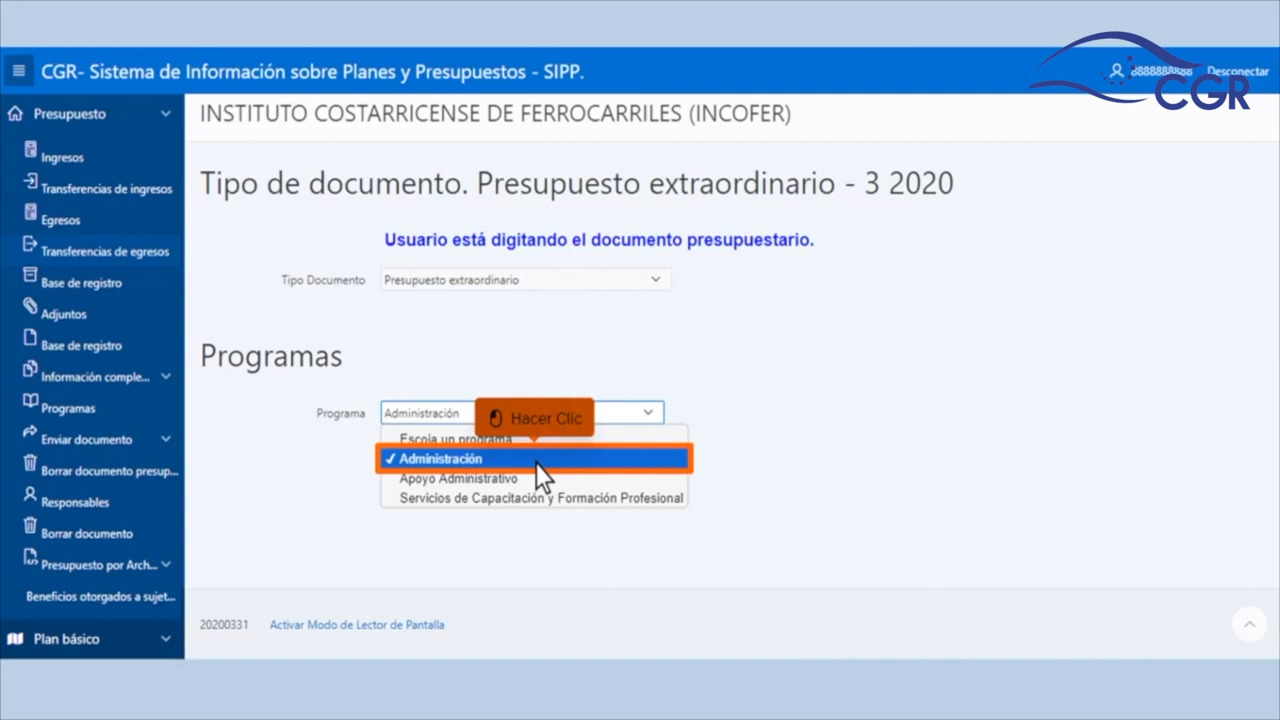 CGR
CGR- Sistema de Información sobre Planes y Presupuestos - SIPP.
Desconectar
Presupuesto
Ingresos
Transferencias de ingresos
Egresos
Transferencias de egresos
Base de registro
Adjuntos
Base de registro
Información comple...
Programas
Enviar documento
Borrar documento presup...
Responsables
Borrar documento
Presupuesto por Arch...
Beneficios otorgados a sujet...
Plan básico
INSTITUTO COSTARRICENSE DE FERROCARRILES (INCOFER)
Tipo de documento. Presupuesto extraordinario - 3 2020
Usuario está digitando el documento presupuestario.
Tipo Documento Presupuesto extraordinario
Programas
Programa Administración
Hacer Clic
Escoja un programa
✓ Administración
Apoyo Administrativo
Servicios de Capacitación y Formación Profesional
20200331 Activar Modo de Lector de Pantalla